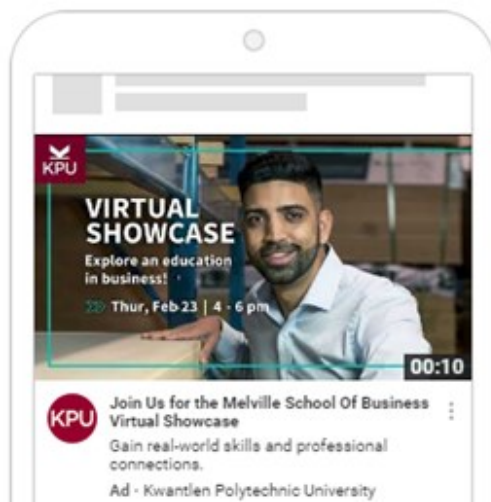 KPU
VIRTUAL
SHOWCASE
Explore an education
in business!
Thur, Feb 23 | 4 - 6 pm
00:10
KPU
Join Us for the Melville School Of Business
Virtual Showcase
Gain real-world skills and professional
connections.
Ad · Kwantlen Polytechnic University